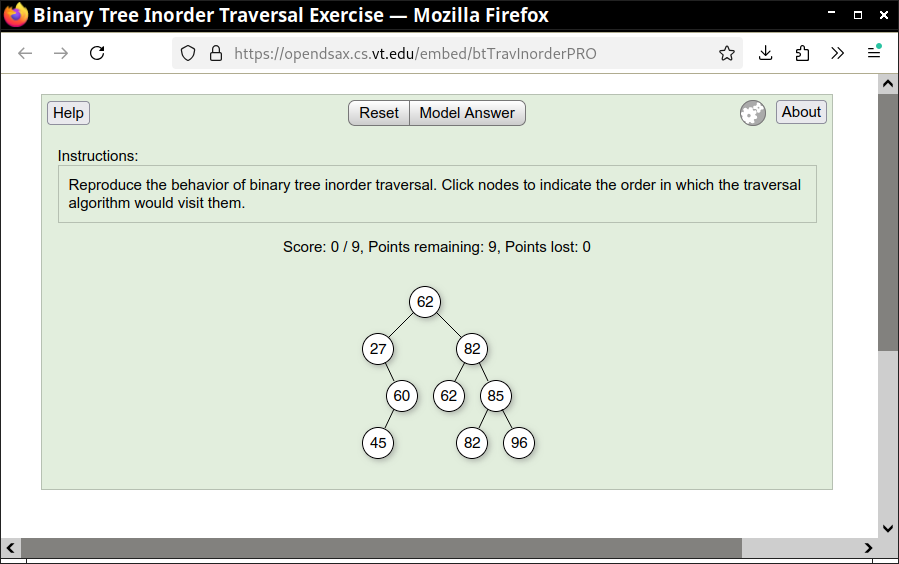 Binary Tree Inorder Traversal Exercise — Mozilla Firefox
https://opendsax.cs.vt.edu/embed/btTravInorderPRO
Help
Reset
Model Answer
About
Instructions:
Reproduce the behavior of binary tree inorder traversal. Click nodes to indicate the order in which the traversal
algorithm would visit them.
Score: 0 / 9, Points remaining: 9, Points lost: 0
62
27 82
60 62 85
45 82 96